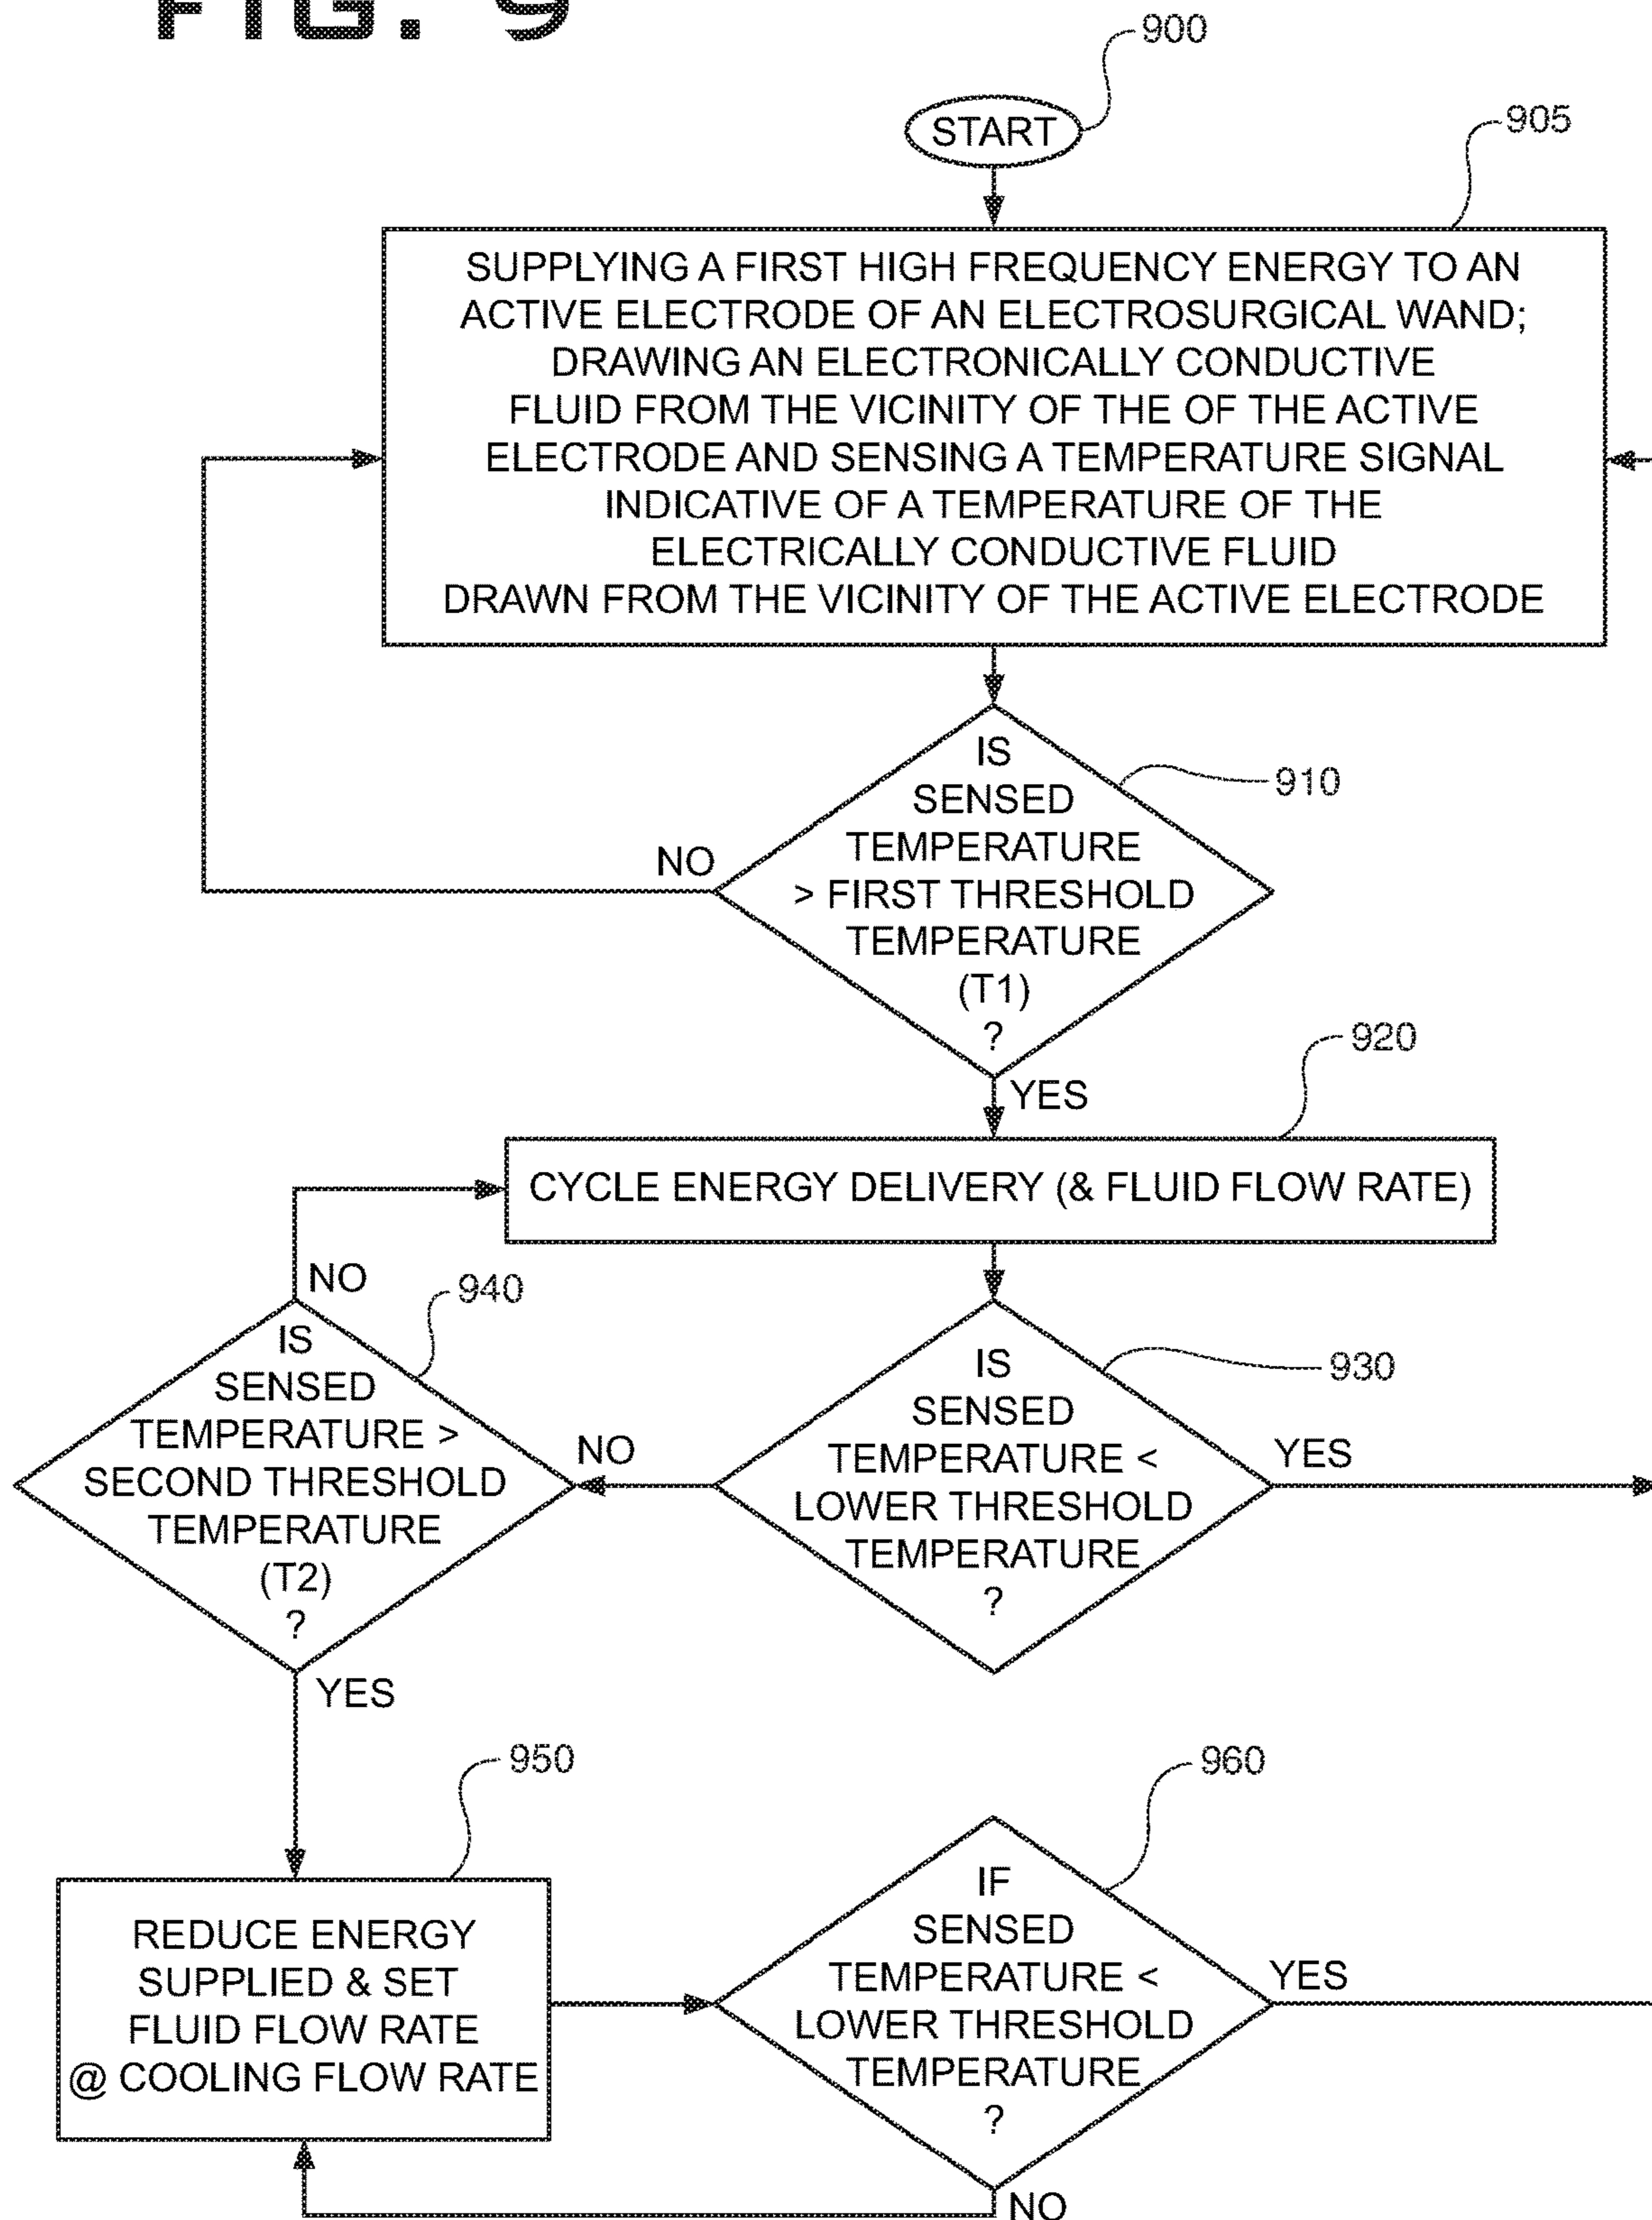 FIG. 9
900
START
905
SUPPLYING A FIRST HIGH FREQUENCY ENERGY TO AN
ACTIVE ELECTRODE OF AN ELECTROSURGICAL WAND;
DRAWING AN ELECTRONICALLY CONDUCTIVE
FLUID FROM THE VICINITY OF THE OF THE ACTIVE
ELECTRODE AND SENSING A TEMPERATURE SIGNAL
INDICATIVE OF A TEMPERATURE OF THE
ELECTRICALLY CONDUCTIVE FLUID
DRAWN FROM THE VICINITY OF THE ACTIVE ELECTRODE
910
IS
SENSED
TEMPERATURE
> FIRST THRESHOLD
TEMPERATURE
(T1)
?
NO
YES
920
CYCLE ENERGY DELIVERY (& FLUID FLOW RATE)
930
IS
SENSED
TEMPERATURE <
LOWER THRESHOLD
TEMPERATURE
?
YES
NO
940
NO
IS
SENSED
TEMPERATURE >
SECOND THRESHOLD
TEMPERATURE
(T2)
?
YES
950
REDUCE ENERGY
SUPPLIED & SET
FLUID FLOW RATE
@ COOLING FLOW RATE
960
IF
SENSED
TEMPERATURE <
LOWER THRESHOLD
TEMPERATURE
?
YES
NO